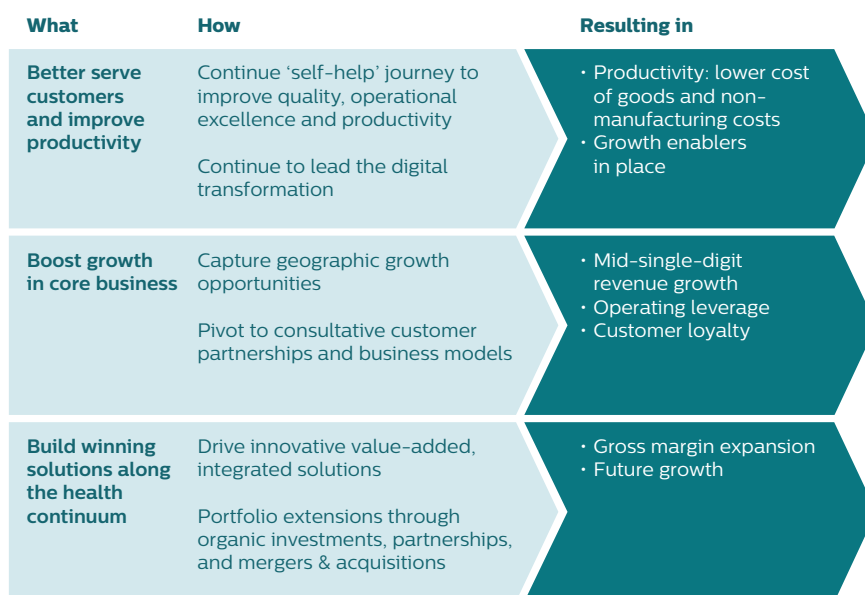 What
How
Resulting in
Better serve
customers
and improve
productivity
Continue ‘self-help’ journey to
improve quality, operational
excellence and productivity
Continue to lead the digital
transformation
· Productivity: lower cost
of goods and non-
manufacturing costs
· Growth enablers
in place
Boost growth
in core business
Capture geographic growth
opportunities
Pivot to consultative customer
partnerships and business models
· Mid-single-digit
revenue growth
· Operating leverage
· Customer loyalty
Build winning
solutions along
the health
continuum
Drive innovative value-added,
integrated solutions
Portfolio extensions through
organic investments, partnerships,
and mergers & acquisitions
· Gross margin expansion
· Future growth